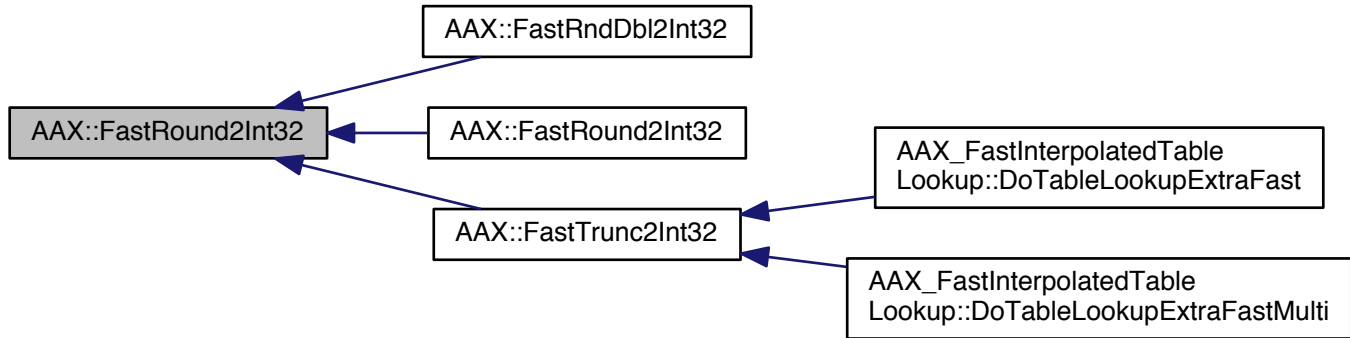 AAX::FastRndDbl2Int32
AAX::FastRound2Int32
AAX::FastRound2Int32
AAX::FastTrunc2Int32
AAX_FastInterpolatedTable
Lookup::DoTableLookupExtraFast
AAX_FastInterpolatedTable
Lookup::DoTableLookupExtraFastMulti